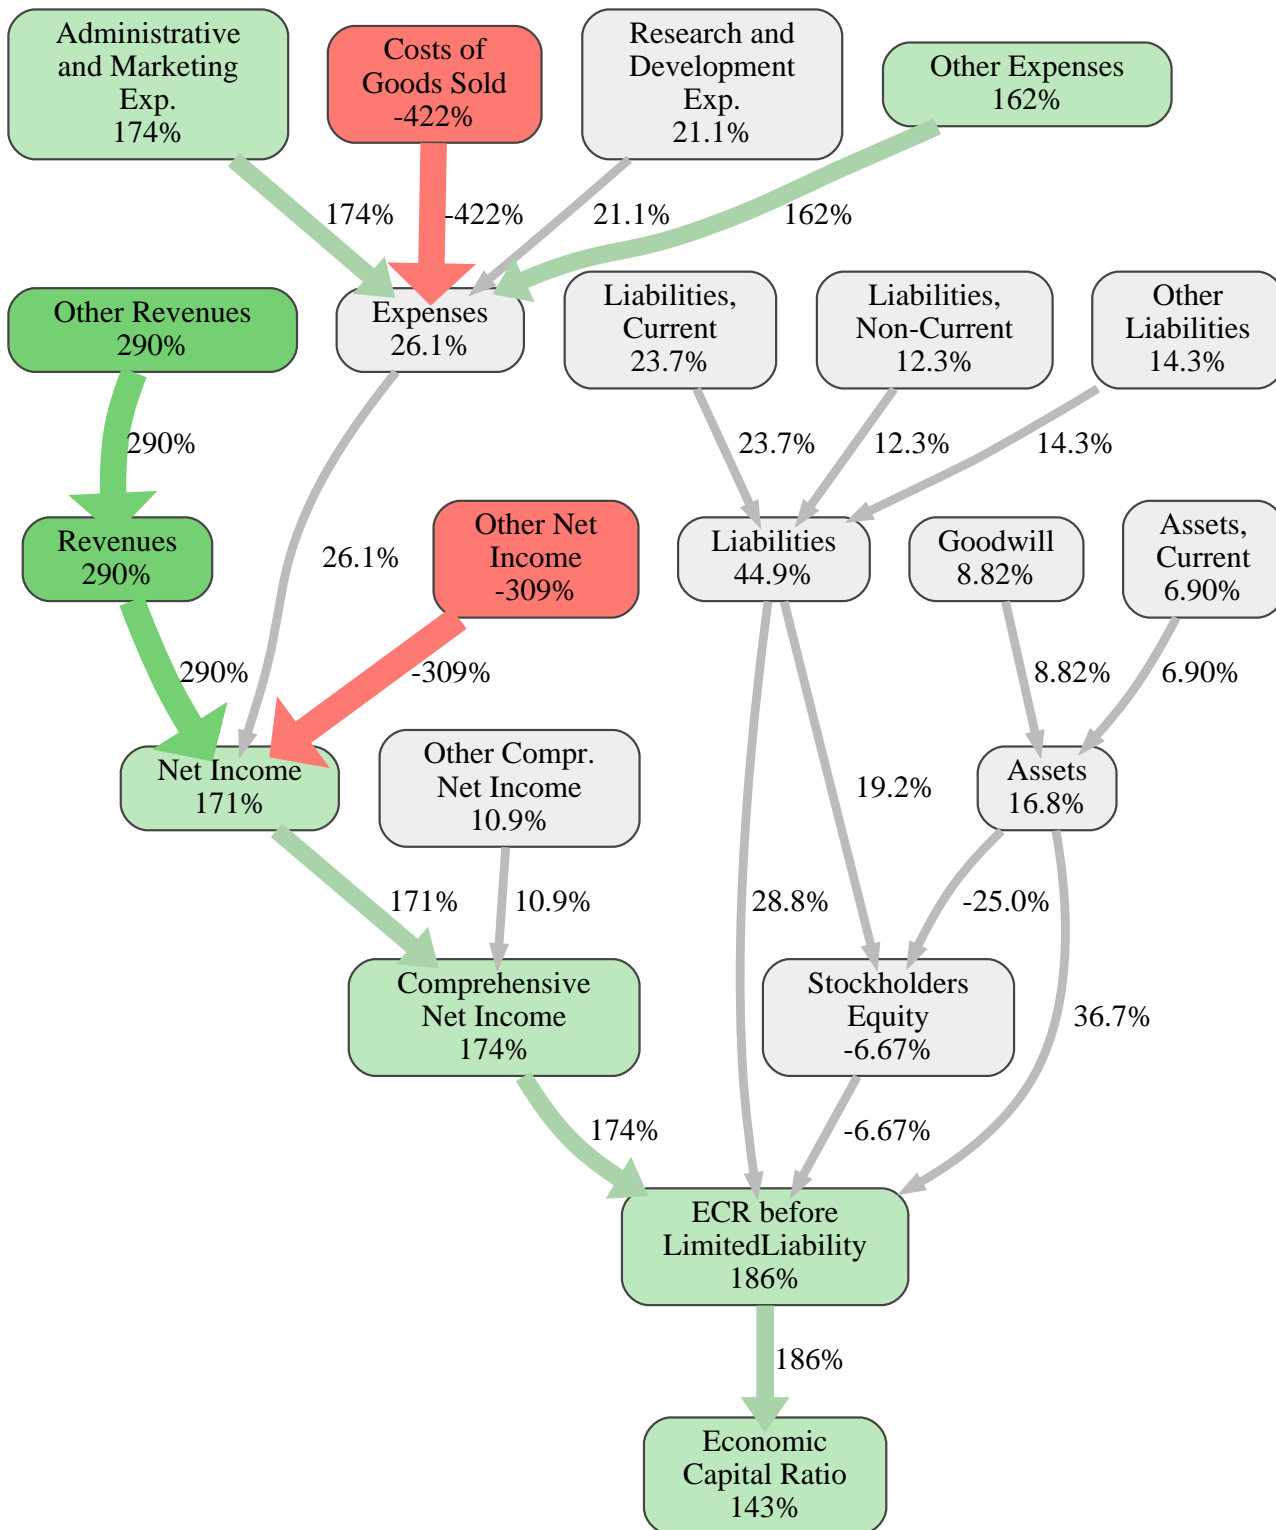 Administrative
and Marketing
Exp.
174%
Costs of
Goods Sold
-422%
Research and
Development
Exp.
21.1%
Other Expenses
162%
174%
-422%
21.1%
162%
Other Revenues
290%
Expenses
26.1%
Liabilities,
Current
23.7%
Liabilities,
Non-Current
12.3%
Other
Liabilities
14.3%
290%
23.7%
12.3%
14.3%
Revenues
290%
26.1%
Other Net
Income
-309%
Liabilities
44.9%
Goodwill
8.82%
Assets,
Current
6.90%
290%
-309%
8.82%
6.90%
Net Income
171%
Other Compr.
Net Income
10.9%
19.2%
Assets
16.8%
171%
10.9%
28.8%
-25.0%
Comprehensive
Net Income
174%
Stockholders
Equity
-6.67%
36.7%
174%
-6.67%
ECR before
LimitedLiability
186%
186%
Economic
Capital Ratio
143%